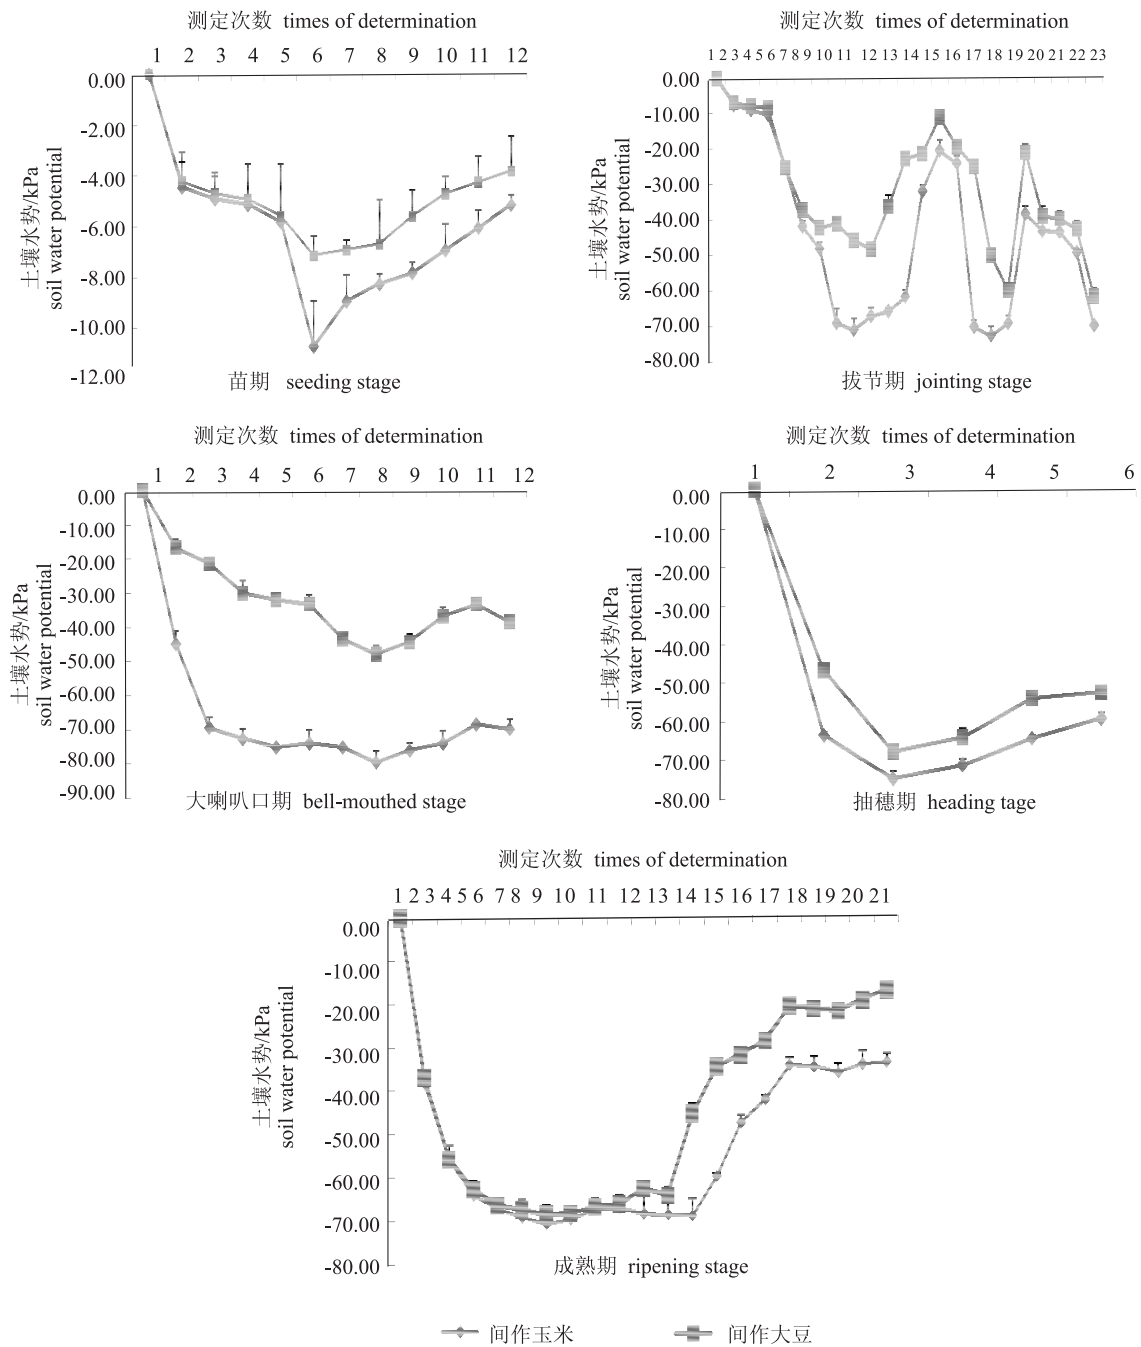 测定次数 times of determination
1 2 3 4 5 6 7 8 9 10 11 12
0.00
-2.00
-4.00
-6.00
-8.00
-10.00
-12.00
土壤水势/kPa
soil water potential
苗期 seeding stage
测定次数 times of determination
1 2 3 4 5 6 7 8 9 10 11 12 13 14 15 16 17 18 19 20 21 22 23
0.00
-10.00
-20.00
-30.00
-40.00
-50.00
-60.00
-70.00
-80.00
土壤水势/kPa
soil water potential
拔节期 jointing stage
测定次数 times of determination
1 2 3 4 5 6 7 8 9 10 11 12
0.00
-10.00
-20.00
-30.00
-40.00
-50.00
-60.00
-70.00
-80.00
-90.00
土壤水势/kPa
soil water potential
大喇叭口期 bell-mouthed stage
测定次数 times of determination
1 2 3 4 5 6
0.00
-10.00
-20.00
-30.00
-40.00
-50.00
-60.00
-70.00
-80.00
土壤水势/kPa
soil water potential
抽穗期 heading tage
测定次数 times of determination
1 2 3 4 5 6 7 8 9 10 11 12 13 14 15 16 17 18 19 20 21
0.00
-10.00
-20.00
-30.00
-40.00
-50.00
-60.00
-70.00
-80.00
土壤水势/kPa
soil water potential
成熟期 ripening stage
间作玉米 间作大豆